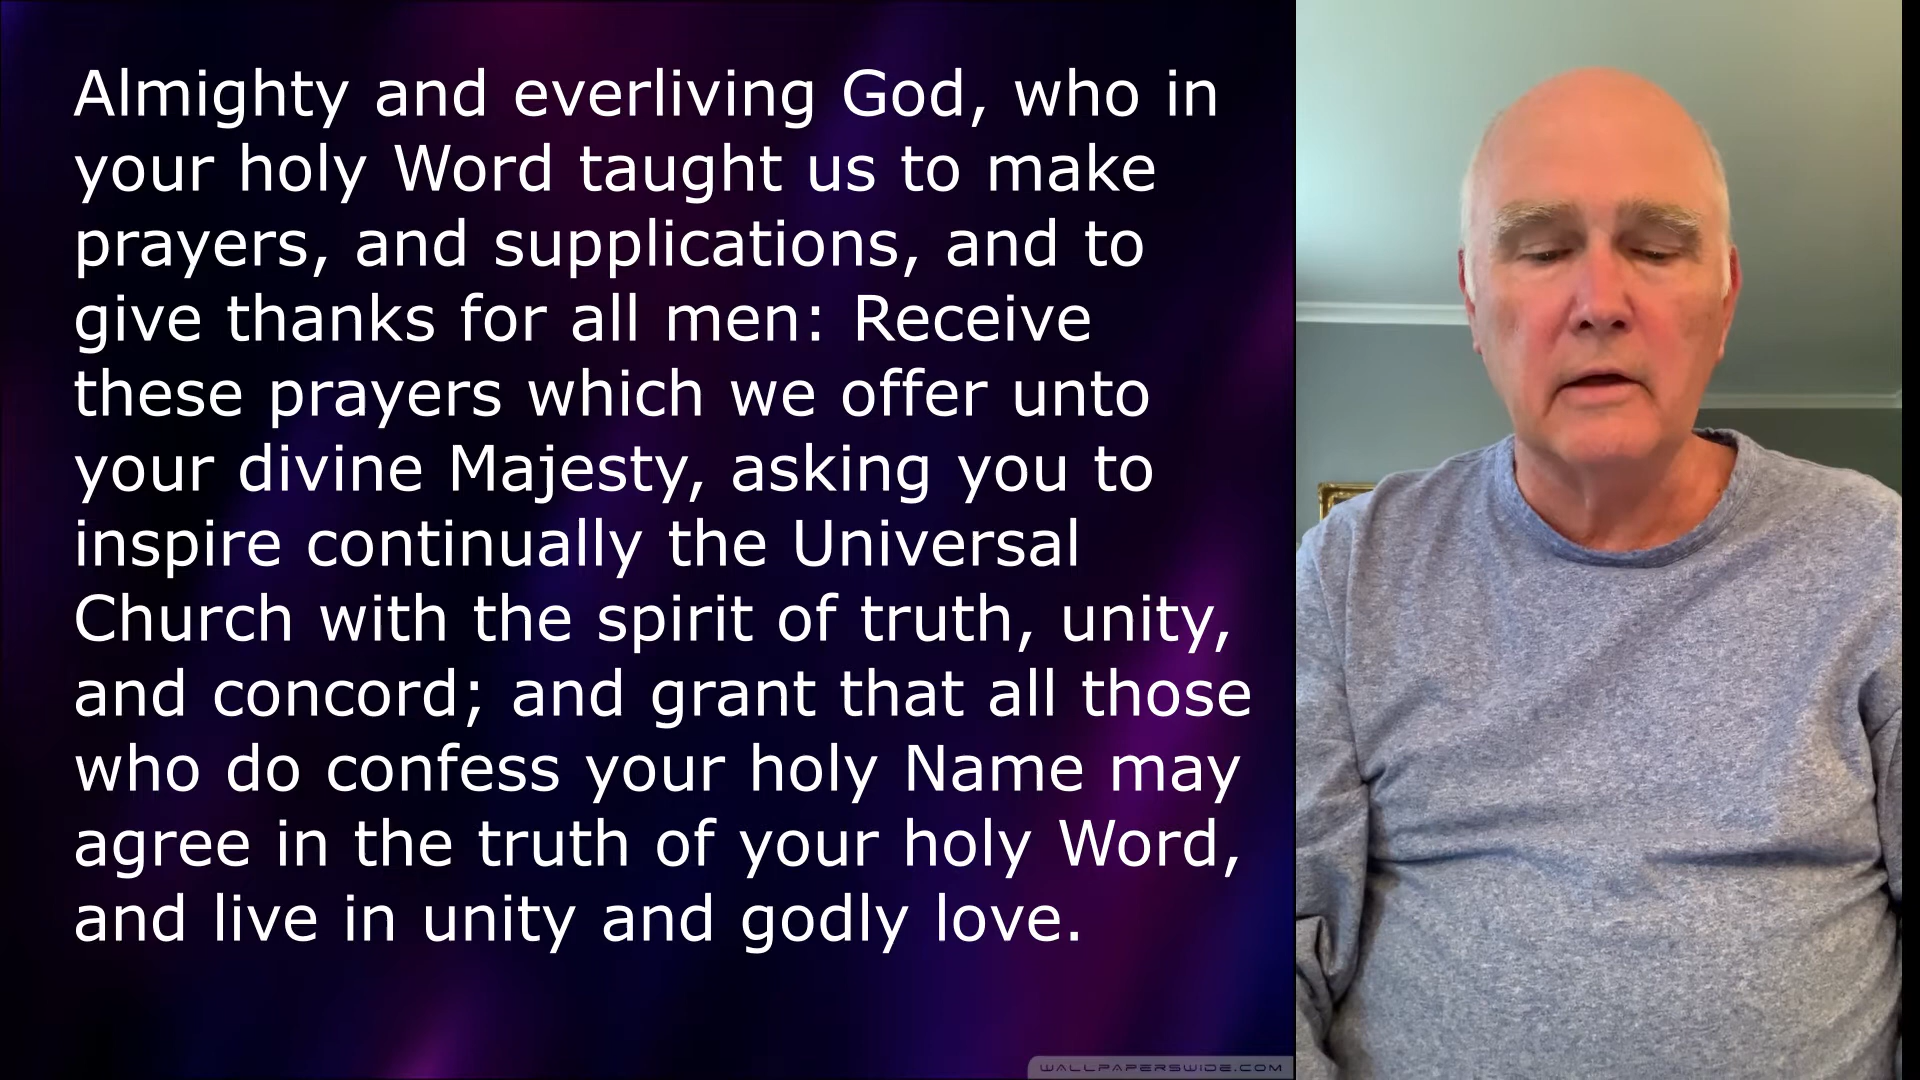 Almighty and everliving God, who in
your holy Word taught us to make
prayers, and supplications, and to
give thanks for all men: Receive
these prayers which we offer unto
your divine Majesty, asking you to
inspire continually the Universal
Church with the spirit of truth, unity,
and concord; and grant that all those
who do confess your holy Name may
agree in the truth of your holy Word,
and live in unity and godly love.
WALLPAPERSWIDE.COM